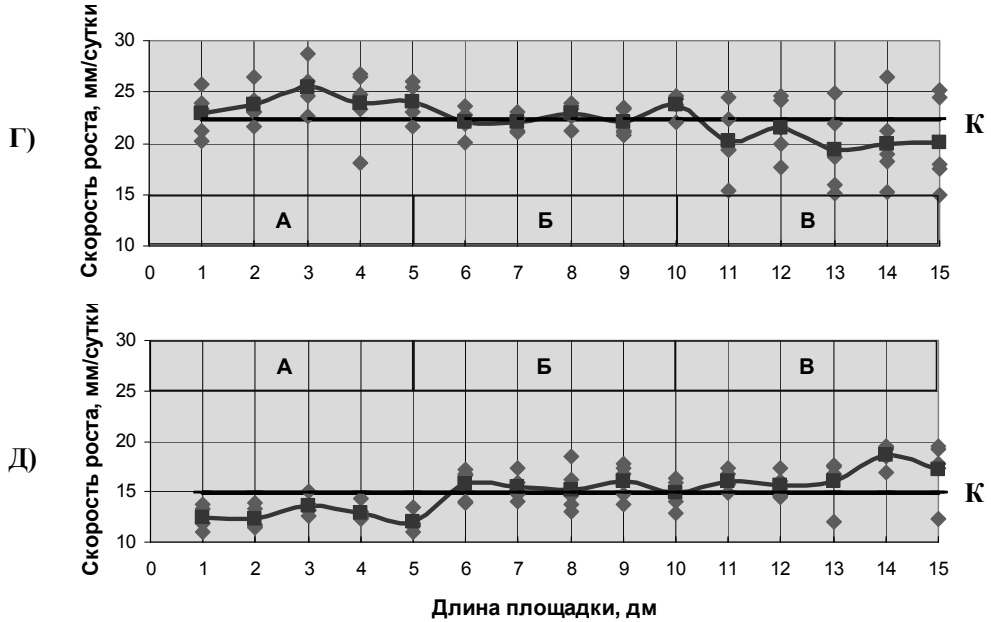 Г)
Скорость роста, мм/сутки
30
25
20
15
10
А Б В
К
0 1 2 3 4 5 6 7 8 9 10 11 12 13 14 15
Д)
Скорость роста, мм/сутки
30
25
20
15
10
А Б В
К
0 1 2 3 4 5 6 7 8 9 10 11 12 13 14 15
Длина площадки, дм